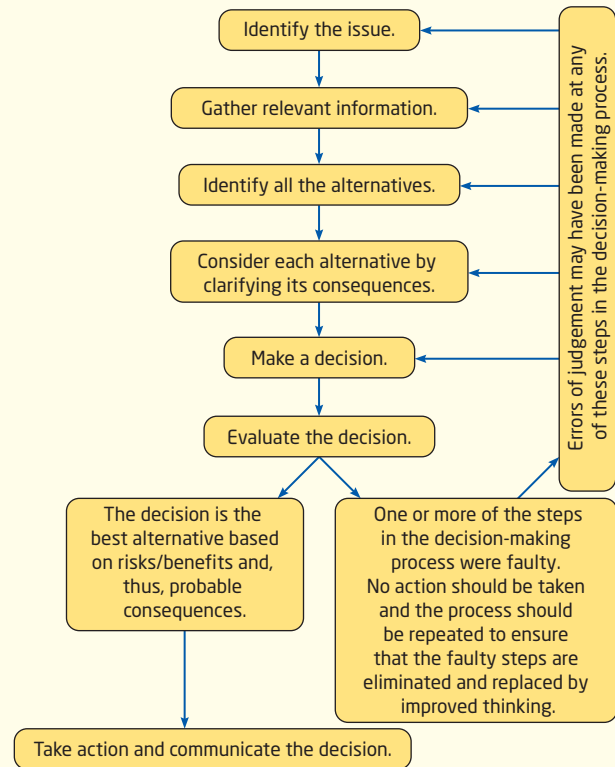 Identify the issue.
Gather relevant information.
Identify all the alternatives.
Consider each alternative by
clarifying its consequences.
Make a decision.
Evaluate the decision.
The decision is the
best alternative based
on risks/benefits and,
thus, probable
consequences.
One or more of the steps
in the decision-making
process were faulty.
No action should be taken
and the process should
be repeated to ensure
that the faulty steps are
eliminated and replaced by
improved thinking.
Errors of judgement may have been made at any
of these steps in the decision-making process.
Take action and communicate the decision.